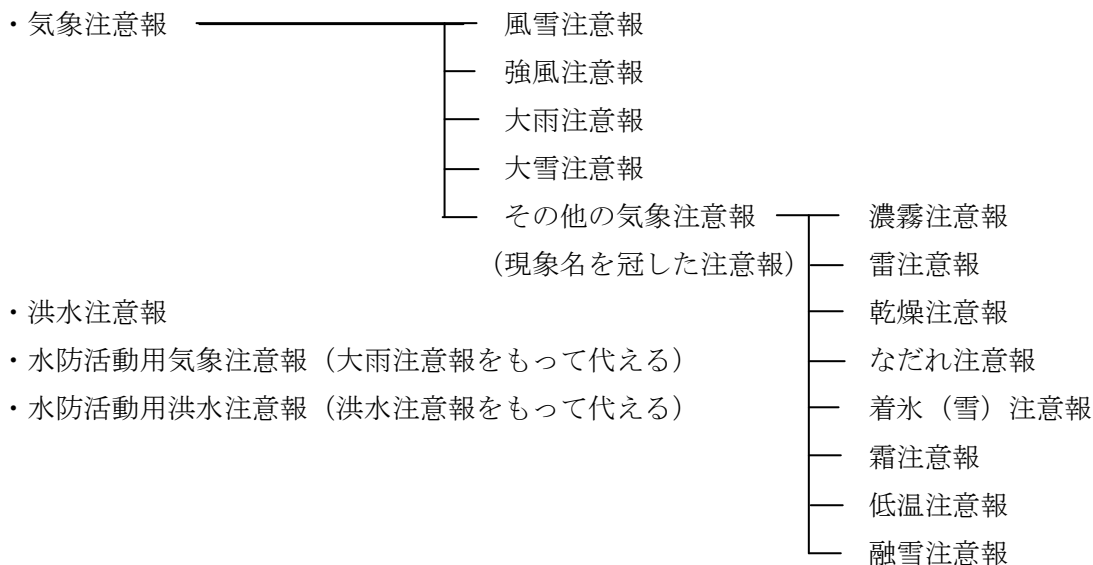 ・気象注意報 風雪注意報
強風注意報
大雨注意報
大雪注意報
その他の気象注意報 濃霧注意報
（現象名を冠した注意報） 雷注意報
・洪水注意報 乾燥注意報
・水防活動用気象注意報（大雨注意報をもって代える） なだれ注意報
・水防活動用洪水注意報（洪水注意報をもって代える） 着氷（雪）注意報
霜注意報
低温注意報
融雪注意報